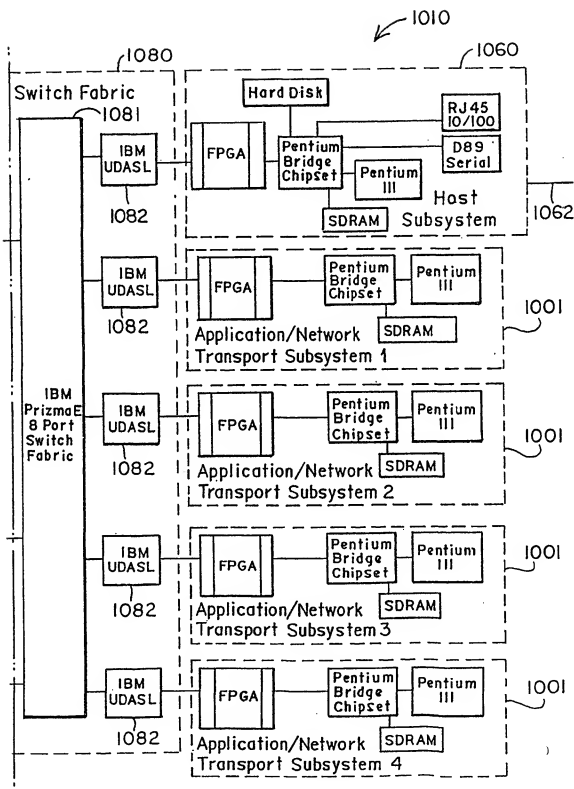 1010
1080
1060
Switch Fabric
1081
Hard Disk
RJ45
10/100
IBM
UDASL
1082
FPGA
Pentium
Bridge
Chipset
D89
Serial
Pentium
III
SDRAM
Host
Subsystem
1062
IBM
UDASL
1082
FPGA
Pentium
Bridge
Chipset
Pentium
III
SDRAM
Application/Network
Transport Subsystem 1
1001
IBM
PrizmaE
8 Port
Switch
Fabric
IBM
UDASL
1082
FPGA
Pentium
Bridge
Chipset
Pentium
III
SDRAM
Application/Network
Transport Subsystem 2
1001
IBM
UDASL
1082
FPGA
Pentium
Bridge
Chipset
Pentium
III
SDRAM
Application/Network
Transport Subsystem 3
1001
IBM
UDASL
1082
FPGA
Pentium
Bridge
Chipset
Pentium
III
SDRAM
Application/Network
Transport Subsystem 4
1001